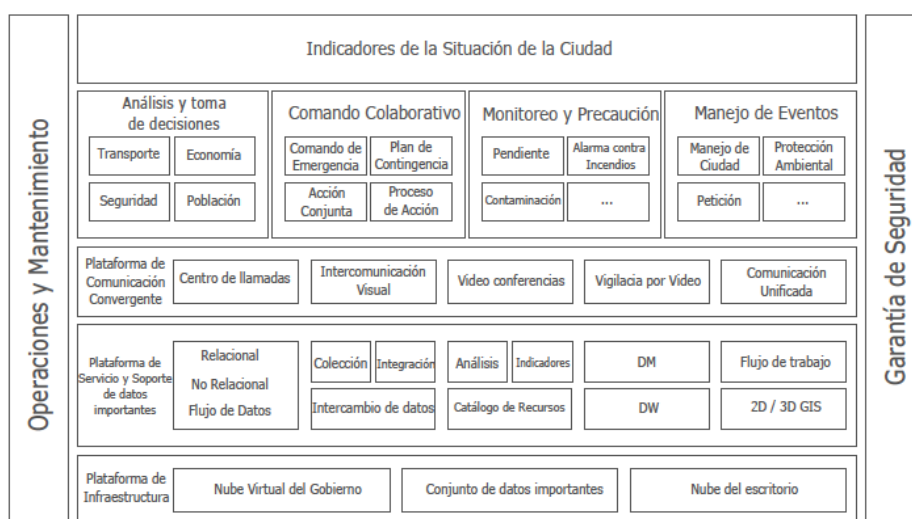 Operaciones y Mantenimiento
Indicadores de la Situación de la Ciudad
Análisis y toma
de decisiones
Transporte
Economía
Seguridad
Población
Comando Colaborativo
Comando de
Emergencia
Plan de
Contingencia
Acción
Conjunta
Proceso
de Acción
Monitoreo y Precaución
Pendiente
Alarma contra
Incendios
Contaminación
...
Manejo de Eventos
Manejo de
Ciudad
Protección
Ambiental
Petición
...
Plataforma de
Comunicación
Convergente
Centro de llamadas
Intercomunicación
Visual
Video conferencias
Vigilacia por Video
Comunicación
Unificada
Plataforma de
Servicio y Soporte
de datos
importantes
Relacional
No Relacional
Flujo de Datos
Colección
Integración
Intercambio de datos
Análisis
Indicadores
Catálogo de Recursos
DM
DW
Flujo de trabajo
2D / 3D GIS
Plataforma de
Infraestructura
Nube Virtual del Gobierno
Conjunto de datos importantes
Nube del escritorio
Garantía de Seguridad